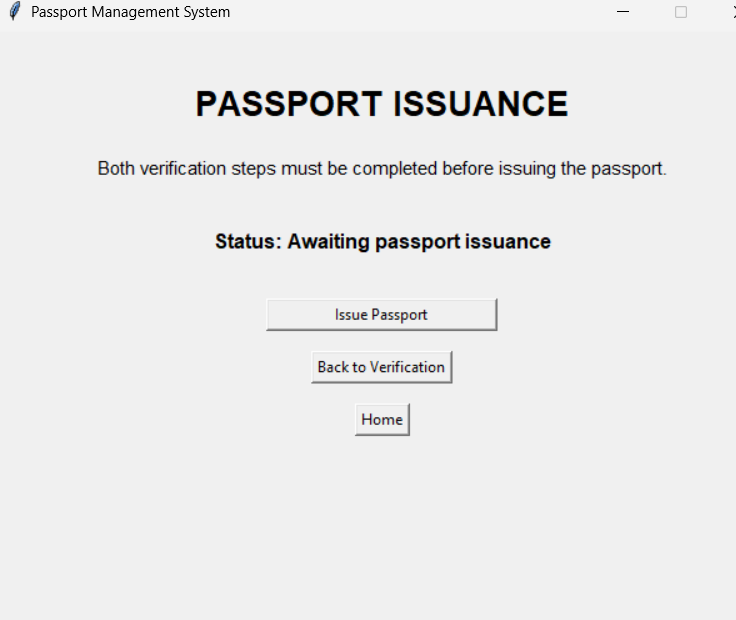 Passport Management System
PASSPORT ISSUANCE
Both verification steps must be completed before issuing the passport.
Status: Awaiting passport issuance
Issue Passport
Back to Verification
Home